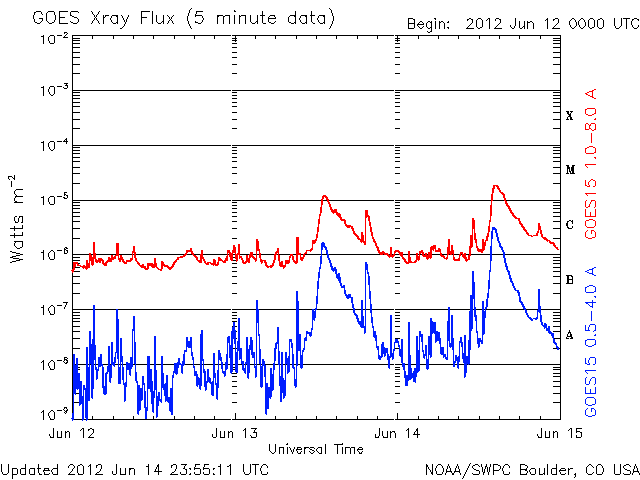 GOES Xray Flux (5 minute data)
Begin: 2012 Jun 12 0000 UTC
10-2
10-3
10-4
10-5
10-6
10-7
10-8
10-9
Watts m-2
X
M
C
B
A
GOES15 1.0-8.0 A
GOES15 0.5-4.0 A
Jun 12
Jun 13
Jun 14
Jun 15
Universal Time
Updated 2012 Jun 14 23:55:11 UTC
NOAA/SWPC Boulder, CO USA